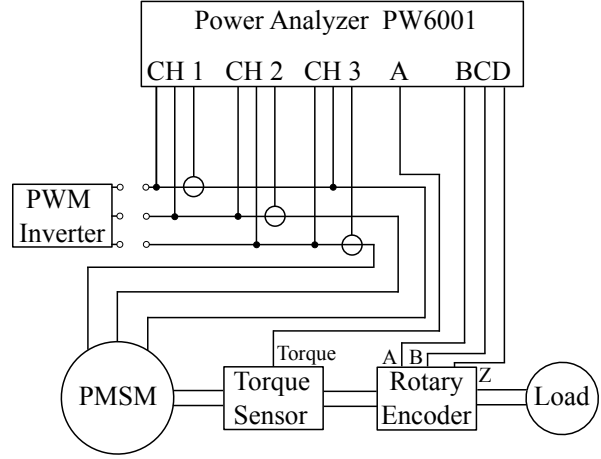 Power Analyzer PW6001
CH 1 CH 2 CH 3 A BCD
PWM
Inverter
Torque
A B
Z
PMSM
Torque
Sensor
Rotary
Encoder
Load